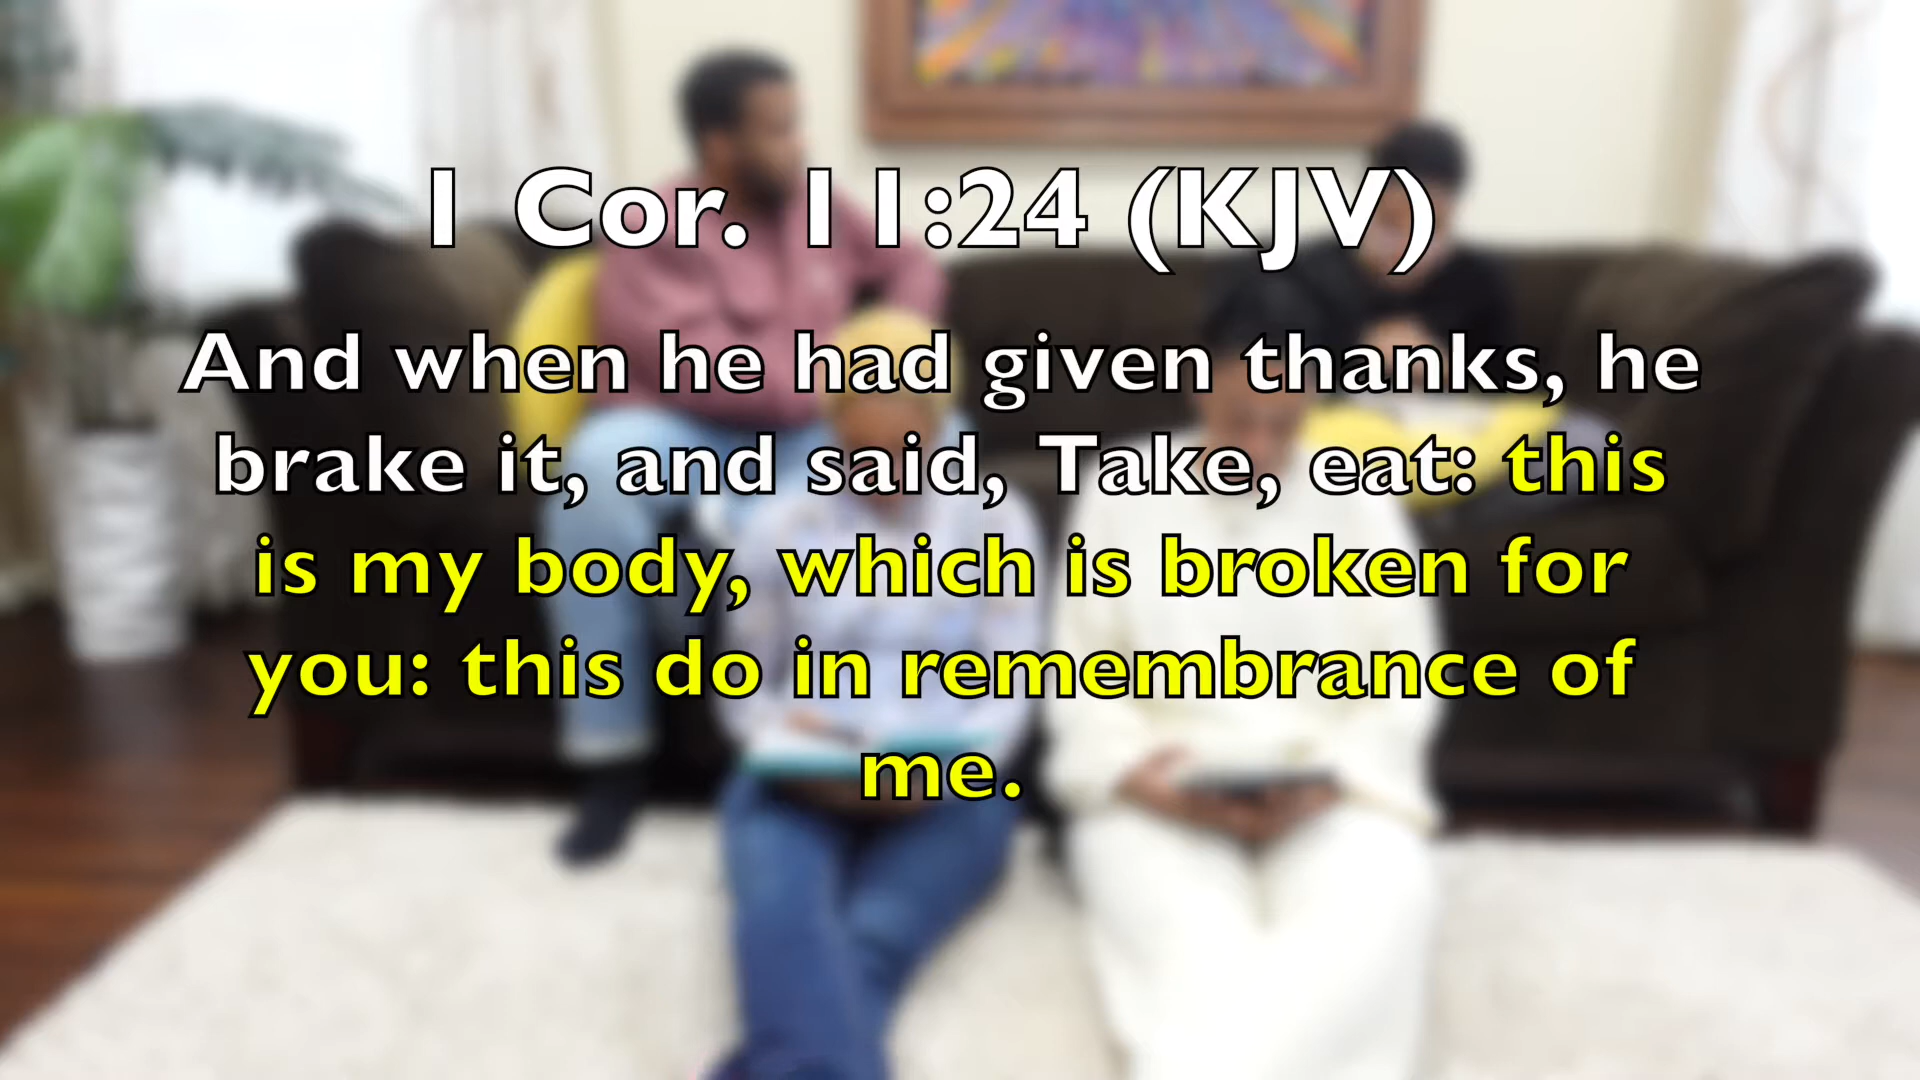 1 Cor. 11:24 (KJV)
And when he had given thanks, he
brake it, and said, Take, eat: this
is my body, which is broken for
you: this do in remembrance of
me.